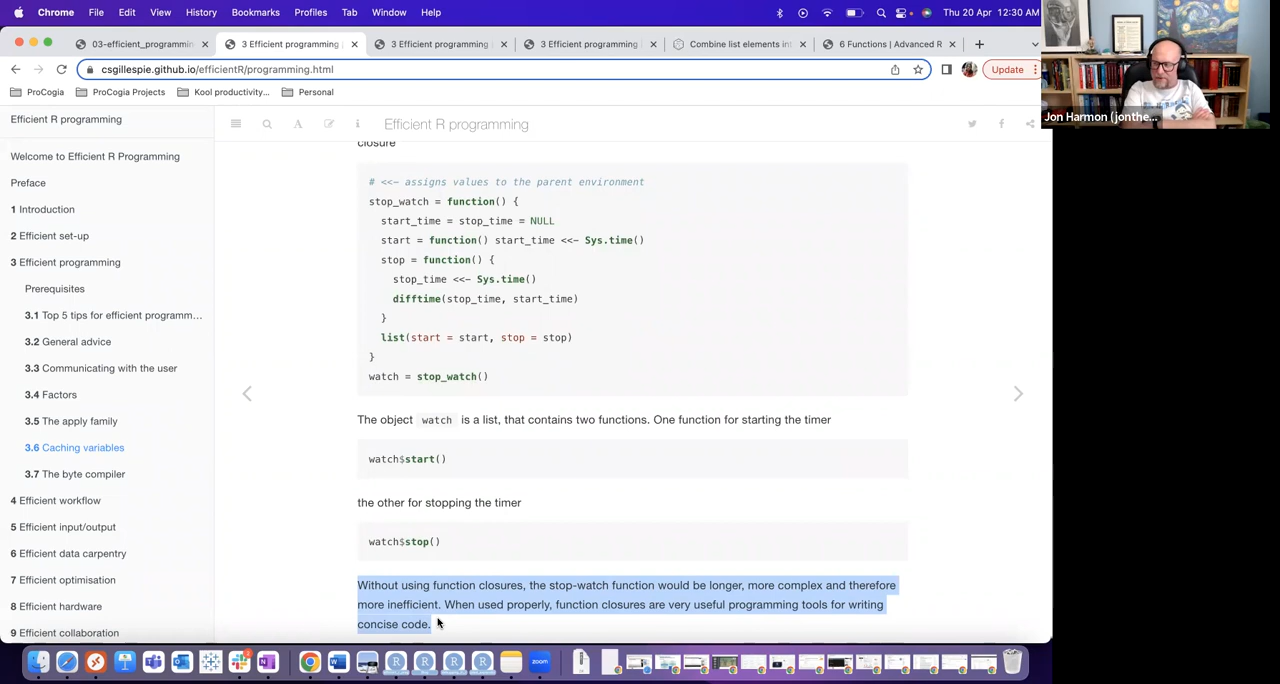 Chrome File Edit View History Bookmarks Profiles Tab Window Help Thu 20 Apr 12:30 AM
03-efficient_programmin 3 Efficient programming 3 Efficient programming 3 Efficient programming Combine list elements in 6 Functions | Advanced R
csgillespie.github.io/efficientR/programming.html Update
ProCogia ProCogia Projects Kool productivity... Personal
Jon Harmon (jonthe...
Efficient R programming
Efficient R programming
Welcome to Efficient R Programming
Preface
1 Introduction
2 Efficient set-up
3 Efficient programming
Prerequisites
3.1 Top 5 tips for efficient programm...
3.2 General advice
3.3 Communicating with the user
3.4 Factors
3.5 The apply family
3.6 Caching variables
3.7 The byte compiler
4 Efficient workflow
5 Efficient input/output
6 Efficient data carpentry
7 Efficient optimisation
8 Efficient hardware
9 Efficient collaboration
closure
# <<- assigns values to the parent environment
stop_watch = function() {
start_time = stop_time = NULL
start = function() start_time <<- Sys.time()
stop = function() {
stop_time <<- Sys.time()
difftime(stop_time, start_time)
}
list(start = start, stop = stop)
}
watch = stop_watch()
The object watch is a list, that contains two functions. One function for starting the timer
watch$start()
the other for stopping the timer
watch$stop()
Without using function closures, the stop-watch function would be longer, more complex and therefore
more inefficient. When used properly, function closures are very useful programming tools for writing
concise code.
zoom